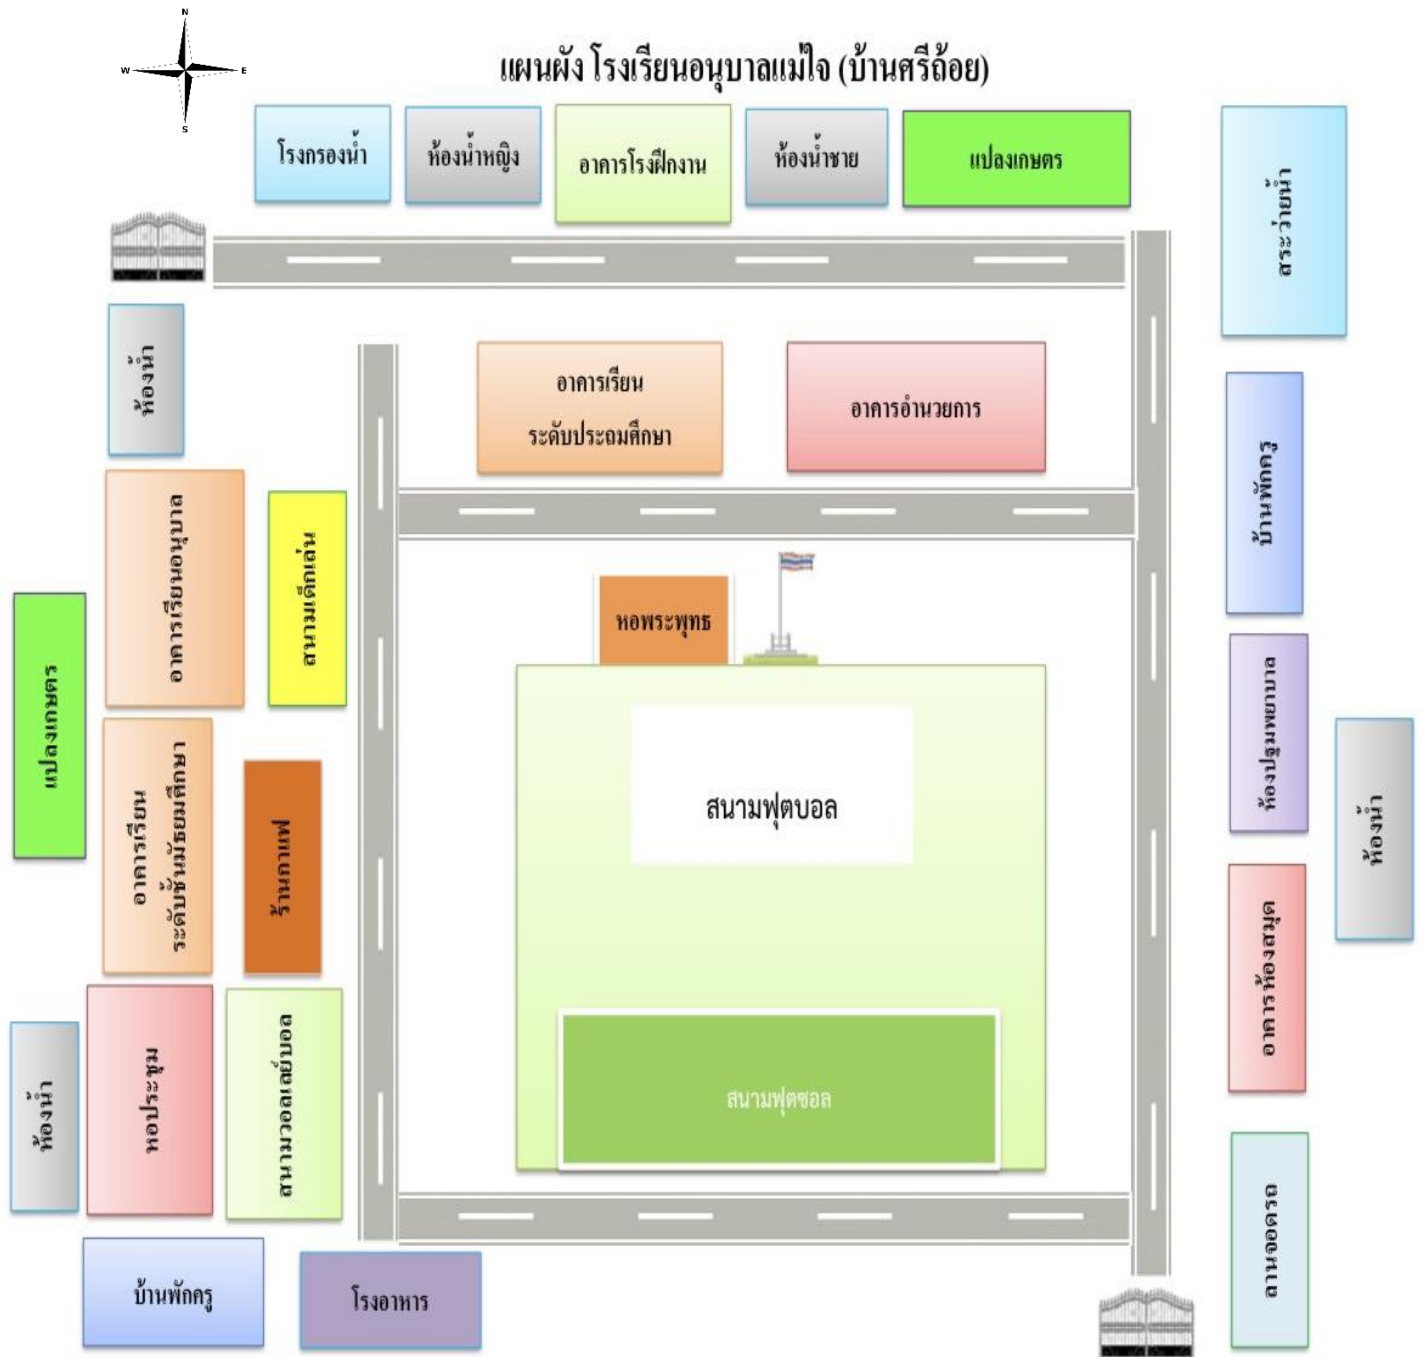 N
W E
S
แผนผัง โรงเรียนอนุบาลแม่ใจ (บ้านศรีถ้อย)
โรงกรองน้ำ
ห้องน้ำหญิง
อาคารโรงฝึกงาน
ห้องน้ำชาย
แปลงเกษตร
สระว่ายน้ำ
ห้องน้ำ
อาคารเรียน
ระดับประถมศึกษา
อาคารอำนวยการ
บ้านพักครู
อาคารเรียนอนุบาล
สนามเด็กเล่น
หอพระพุทธ
แปลงเกษตร
ห้องปฐมพยาบาล
ห้องน้ำ
อาคารเรียน
ระดับชั้นมัธยมศึกษา
ร้านกาแฟ
สนามฟุตบอล
อาคารห้องสมุด
ห้องน้ำ
หอประชุม
สนามวอลเลย์บอล
สนามฟุตซอล
ลานจอดรถ
บ้านพักครู
โรงอาหาร